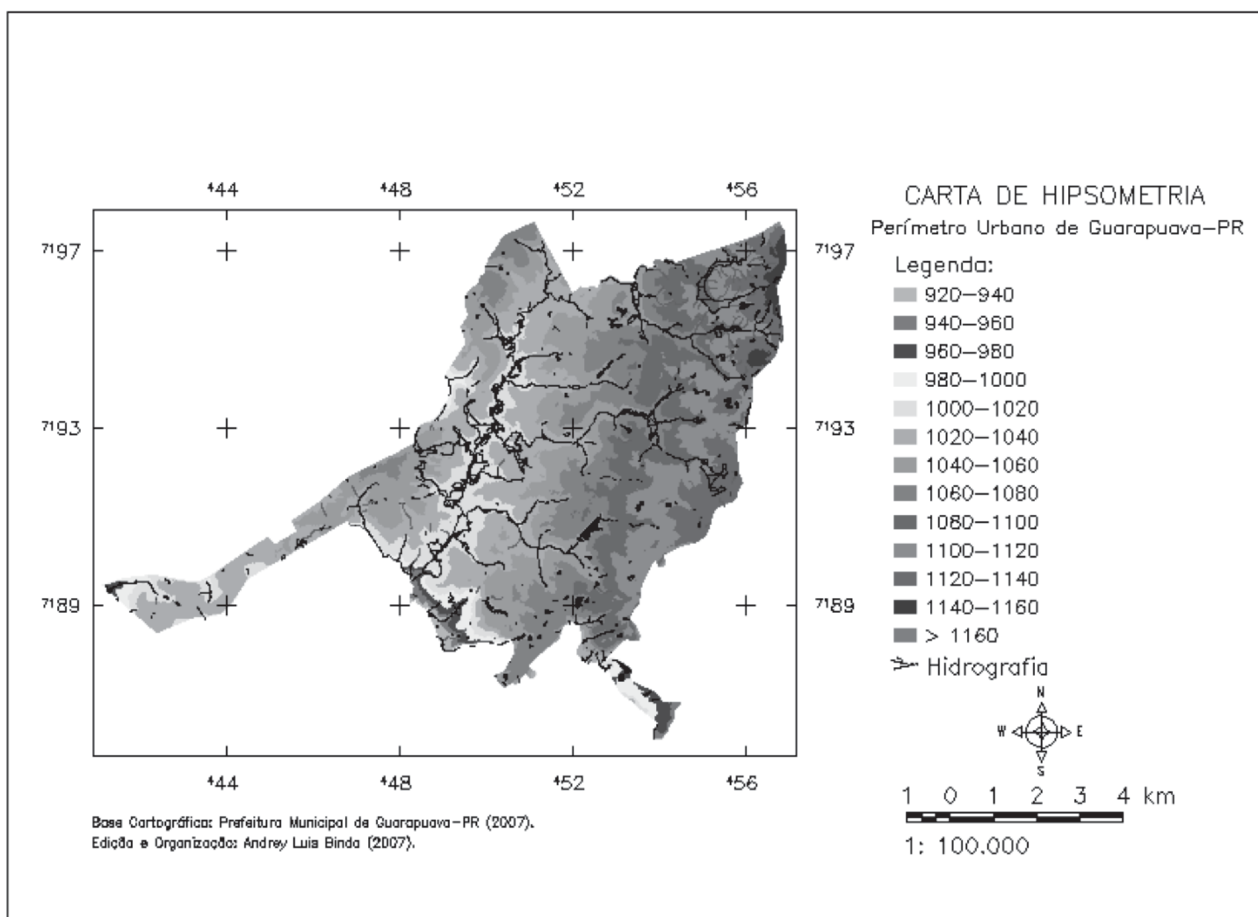 ⁴44 ⁴48 ⁴52 ⁴56
7197
7193 7193
7189 7189
⁴44 ⁴48 ⁴52 ⁴56
CARTA DE HIPSOMETRIA
Perímetro Urbano de Guarapuava-PR
Legenda:
920-940
940-960
960-980
980-1000
1000-1020
1020-1040
1040-1060
1060-1080
1080-1100
1100-1120
1120-1140
1140-1160
> 1160
Hidrografia
N
W E
S
1 0 1 2 3 4 km
1: 100.000
Base Cartográfica: Prefeitura Municipal de Guarapuava-PR (2007).
Edição e Organização: Andrey Luis Binda (2007).